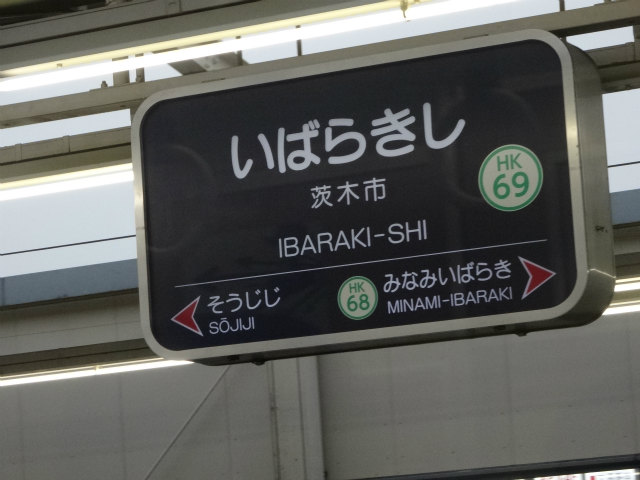 いばらきし
茨木市
IBARAKI-SHI
HK
69
そうじじ
SŌJIJI
HK
68
みなみいばらき
MINAMI-IBARAKI